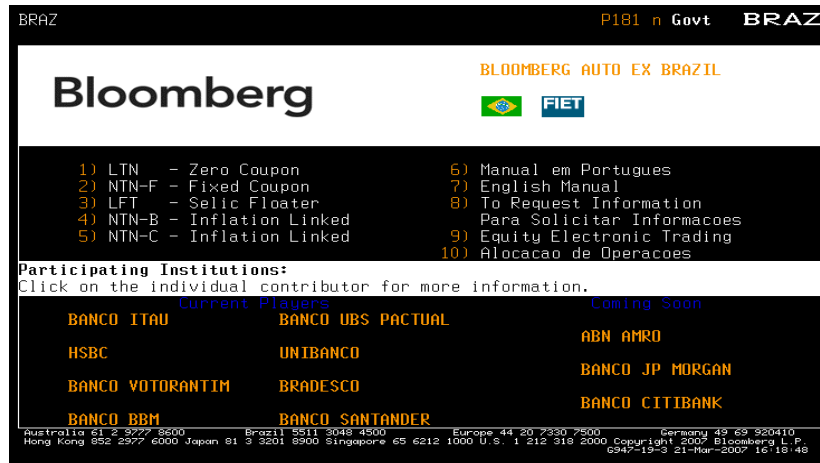 BRAZ P181 n Govt BRAZ
Bloomberg
BLOOMBERG AUTO EX BRAZIL
FIET
1) LTN - Zero Coupon
2) NTN-F - Fixed Coupon
3) LFT - Selic Floater
4) NTN-B - Inflation Linked
5) NTN-C - Inflation Linked
6) Manual em Portugues
7) English Manual
8) To Request Information
Para Solicitar Informacoes
9) Equity Electronic Trading
10) Alocacao de Operacoes
Participating Institutions:
Click on the individual contributor for more information.
Current Players Coming Soon
BANCO ITAU BANCO UBS PACTUAL
ABN AMRO
HSBC UNIBANCO
BANCO JP MORGAN
BANCO VOTORANTIM BRADESCO
BANCO CITIBANK
BANCO BBM BANCO SANTANDER
Australia 61 2 9777 8600 Brazil 5511 3048 4500 Europe 44 20 7330 7500 Germany 49 69 920410
Hong Kong 852 2977 6000 Japan 81 3 3201 8900 Singapore 65 6212 1000 U.S. 1 212 318 2000 Copyright 2007 Bloomberg L.P.
G947-19-3 21-Mar-2007 16:18:48